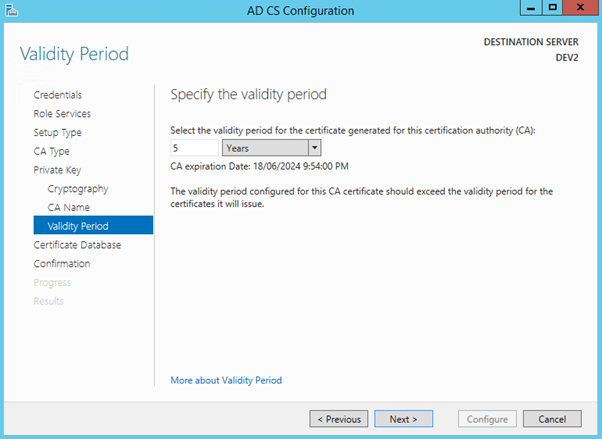 AD CS Configuration
Validity Period
DESTINATION SERVER
DEV2
Credentials
Role Services
Setup Type
CA Type
Private Key
Cryptography
CA Name
Validity Period
Certificate Database
Confirmation
Progress
Results
Specify the validity period
Select the validity period for the certificate generated for this certification authority (CA):
5 Years
CA expiration Date: 18/06/2024 9:54:00 PM
The validity period configured for this CA certificate should exceed the validity period for the
certificates it will issue.
More about Validity Period
< Previous Next > Configure Cancel